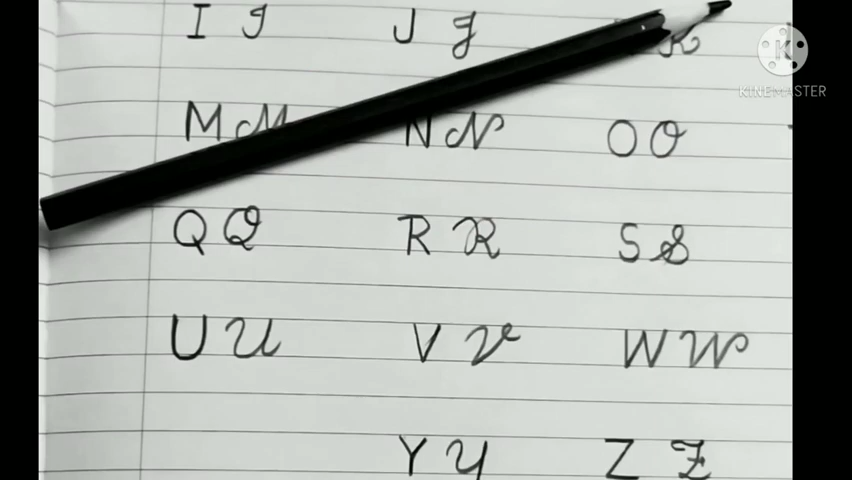 I I J J K
KINEMASTER
M M N N O O
Q Q R R S S
U U V V W W
Y Y Z Z